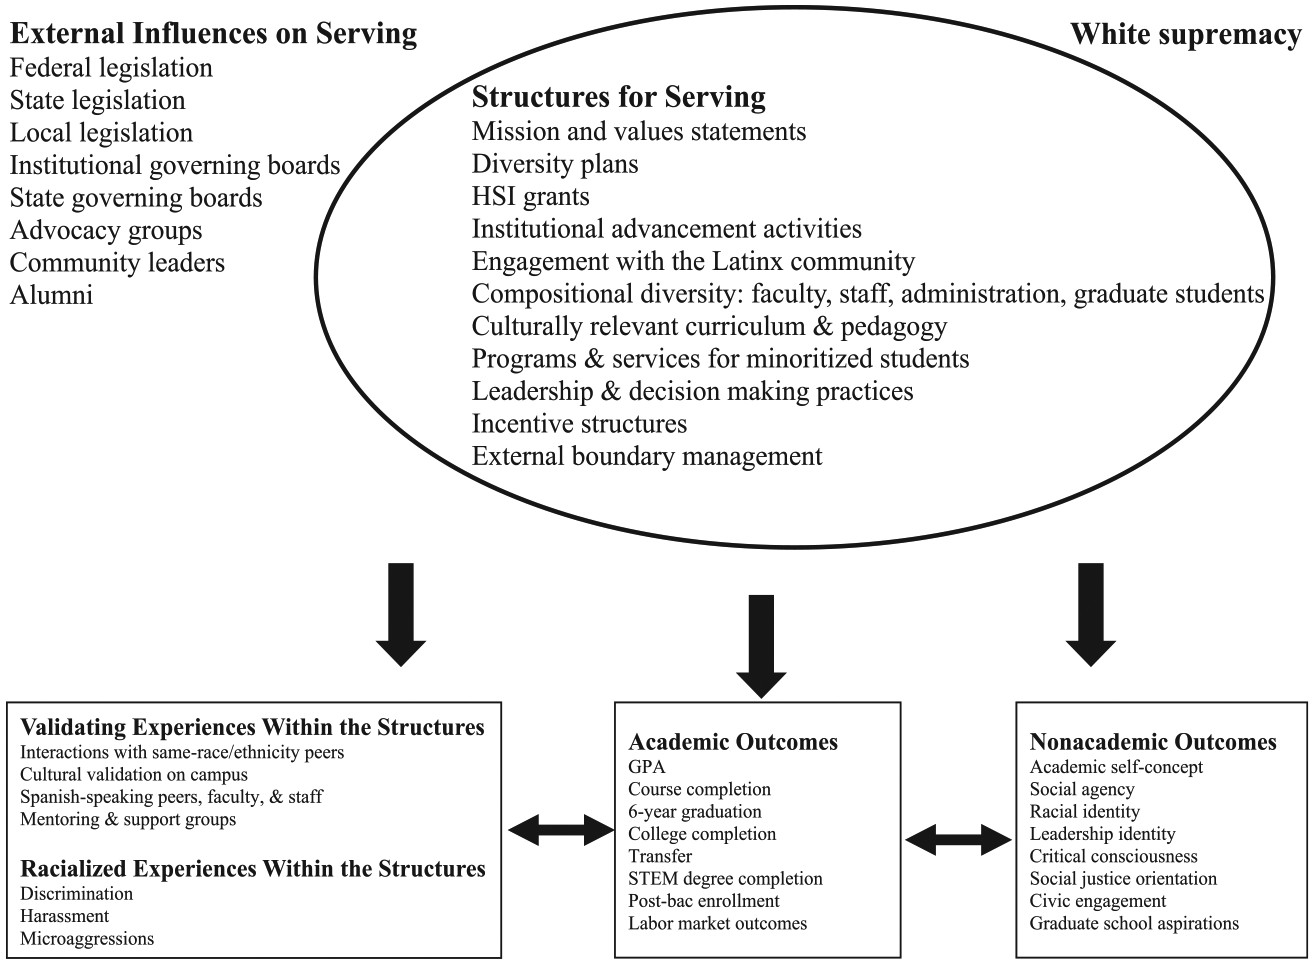 External Influences on Serving
Federal legislation
State legislation
Local legislation
Institutional governing boards
State governing boards
Advocacy groups
Community leaders
Alumni
White supremacy
Structures for Serving
Mission and values statements
Diversity plans
HSI grants
Institutional advancement activities
Engagement with the Latinx community
Compositional diversity: faculty, staff, administration, graduate students
Culturally relevant curriculum & pedagogy
Programs & services for minoritized students
Leadership & decision making practices
Incentive structures
External boundary management
Validating Experiences Within the Structures
Interactions with same-race/ethnicity peers
Cultural validation on campus
Spanish-speaking peers, faculty, & staff
Mentoring & support groups
Racialized Experiences Within the Structures
Discrimination
Harassment
Microaggressions
Academic Outcomes
GPA
Course completion
6-year graduation
College completion
Transfer
STEM degree completion
Post-bac enrollment
Labor market outcomes
Nonacademic Outcomes
Academic self-concept
Social agency
Racial identity
Leadership identity
Critical consciousness
Social justice orientation
Civic engagement
Graduate school aspirations